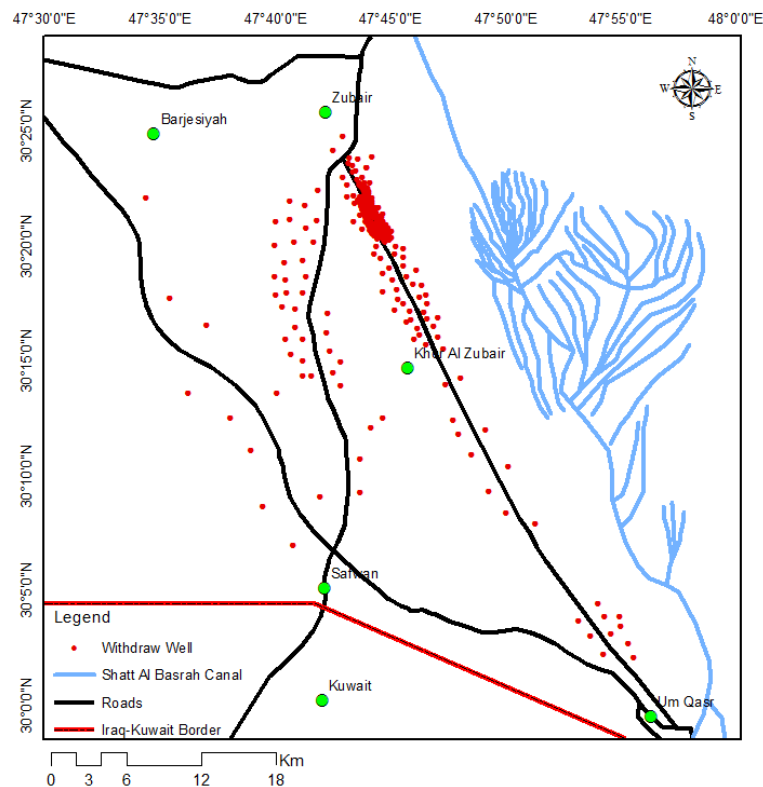 47°30'0"E 47°35'0"E 47°40'0"E 47°45'0"E 47°50'0"E 47°55'0"E 48°0'0"E
N
W E
S
Zubair
Barjesiyah
30°25'0"N
30°20'0"N
30°15'0"N
Khor Al Zubair
30°10'0"N
30°5'0"N
Safwan
Legend
Withdraw Well
Shatt Al Basrah Canal
Roads
Iraq-Kuwait Border
Kuwait
Um Qasr
30°0'0"N
Km
0 3 6 12 18